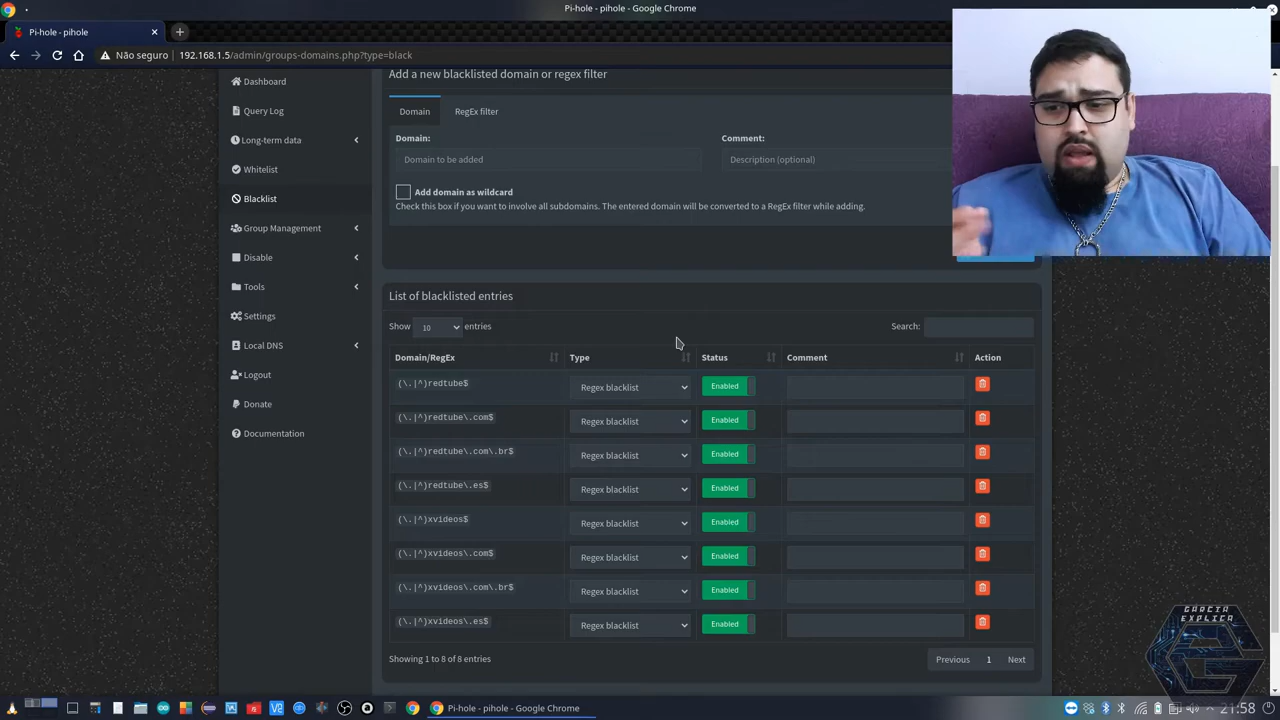 Pi-hole - pihole - Google Chrome
Pi-hole - pihole
Não seguro 192.168.1.5/admin/groups-domains.php?type=black
Dashboard
Query Log
Long-term data
Whitelist
Blacklist
Group Management
Disable
Tools
Settings
Local DNS
Logout
Donate
Documentation
Add a new blacklisted domain or regex filter
Domain RegEx filter
Domain: Comment:
Domain to be added Description (optional)
Add domain as wildcard
Check this box if you want to involve all subdomains. The entered domain will be converted to a RegEx filter while adding.
List of blacklisted entries
Show 10 entries Search:
Domain/RegEx Type Status Comment Action
(\.|^)redtube$ Regex blacklist Enabled
(\.|^)redtube\.com$ Regex blacklist Enabled
(\.|^)redtube\.com\.br$ Regex blacklist Enabled
(\.|^)redtube\.es$ Regex blacklist Enabled
(\.|^)xvideos$ Regex blacklist Enabled
(\.|^)xvideos\.com$ Regex blacklist Enabled
(\.|^)xvideos\.com\.br$ Regex blacklist Enabled
(\.|^)xvideos\.es$ Regex blacklist Enabled
Showing 1 to 8 of 8 entries Previous 1 Next
GARCIA
EXPLICA
Pi-hole - pihole - Google Chrome
21:58